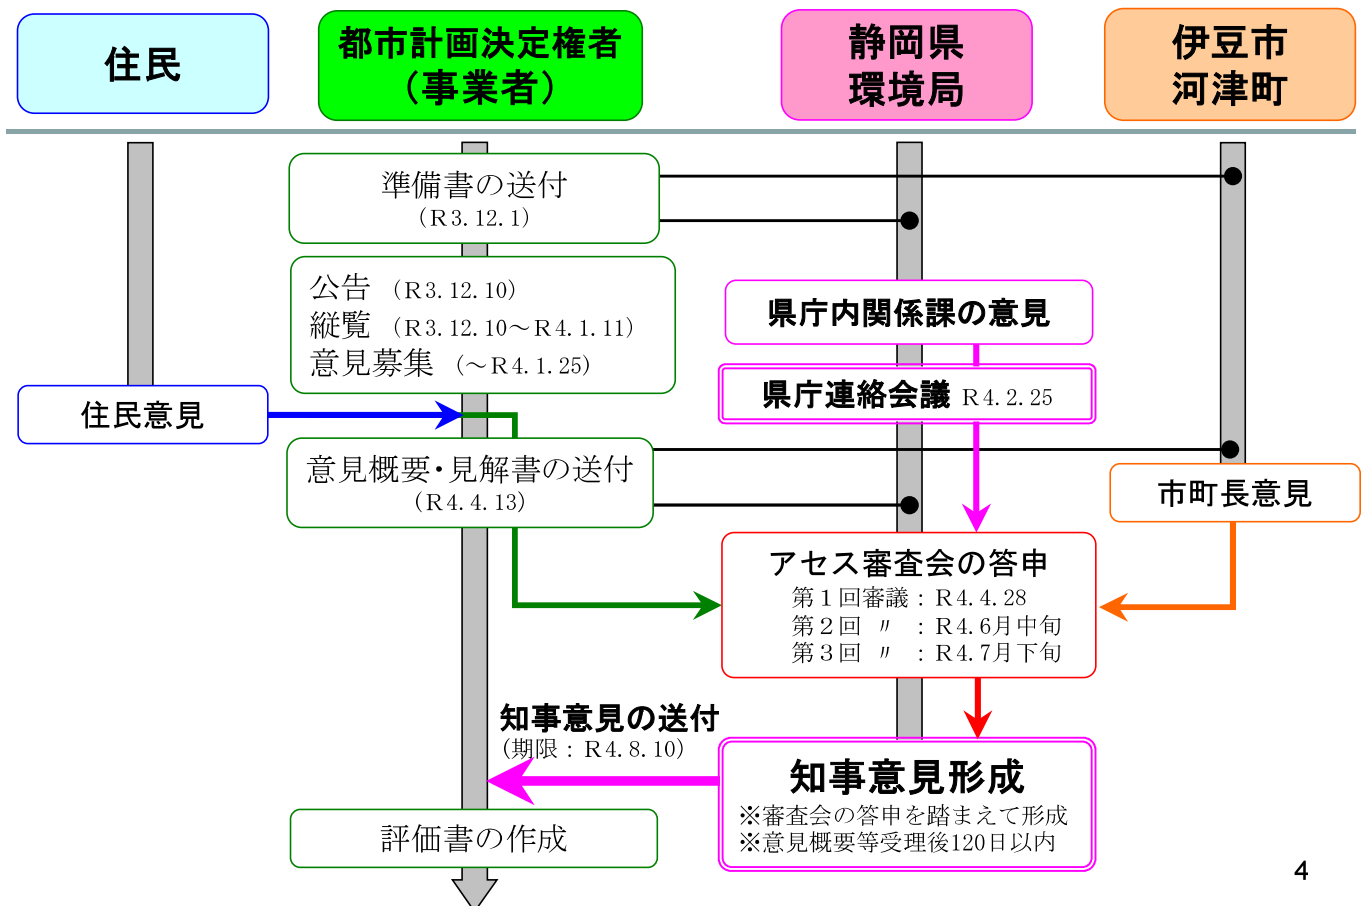 住民
都市計画決定権者
（事業者）
静岡県
環境局
伊豆市
河津町
準備書の送付
（R3.12.1）
公告 （R3.12.10）
縦覧 （R3.12.10～R4.1.11）
意見募集 （～R4.1.25）
県庁内関係課の意見
県庁連絡会議 R4.2.25
住民意見
意見概要・見解書の送付
（R4.4.13）
市町長意見
アセス審査会の答申
第１回審議：R4.4.28
第２回 〃 ：R4.6月中旬
第３回 〃 ：R4.7月下旬
知事意見の送付
（期限：R4.8.10）
知事意見形成
※審査会の答申を踏まえて形成
※意見概要等受理後120日以内
評価書の作成
4